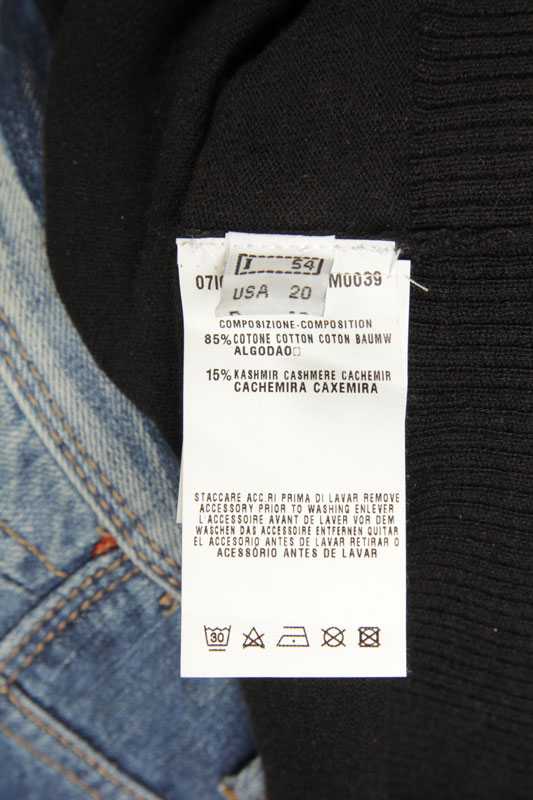 I 54
USA 20
07I M0039
COMPOSIZIONE-COMPOSITION
85% COTONE COTTON COTON BAUMW
ALGODAO□
15% KASHMIR CASHMERE CACHEMIR
CACHEMIRA CAXEMIRA
STACCARE ACC.RI PRIMA DI LAVAR REMOVE
ACCESSORY PRIOR TO WASHING ENLEVER
L'ACCESSOIRE AVANT DE LAVER VOR DEM
WASCHEN DAS ACCESSOIRE ENTFERNEN QUITAR
EL ACCESORIO ANTES DE LAVAR RETIRAR O
ACESSÓRIO ANTES DE LAVAR
30